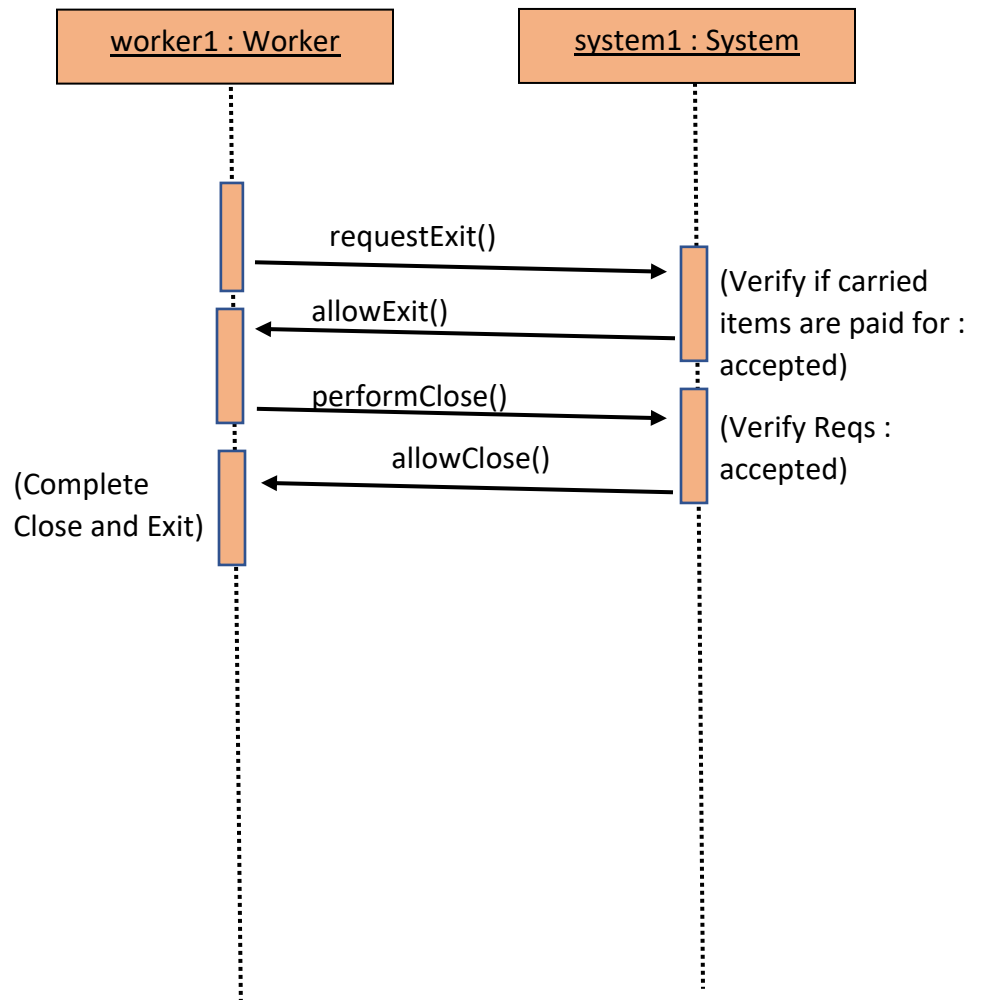 worker1 : Worker
system1 : System
requestExit()
(Verify if carried
items are paid for :
accepted)
allowExit()
performClose()
(Verify Reqs :
accepted)
allowClose()
(Complete
Close and Exit)